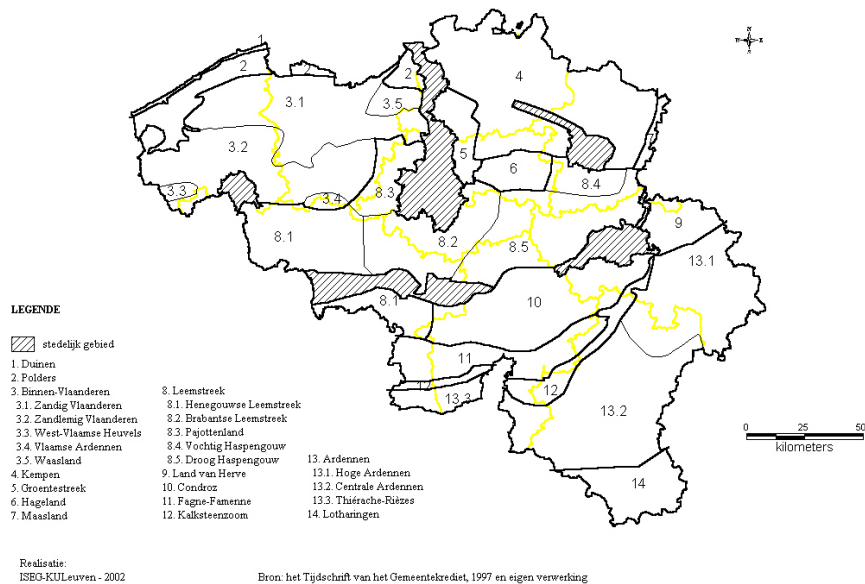 1
2
2
4
3.1
3.5
3.2
5
6
8.4
3.3
3.4
8.3
9
8.1
8.2
8.5
13.1
8.1
10
11
12
12
13.3
13.2
14
N
W
E
S
0
25
50
kilometers
LEGENDE
stedelijk gebied
1. Duinen
2. Polders
3. Binnen-Vlaanderen
3.1. Zandig Vlaanderen
3.2. Zandlemig Vlaanderen
3.3. West-Vlaamse Heuvels
3.4. Vlaamse Ardennen
3.5. Waasland
4. Kempen
5. Groentestreek
6. Hageland
7. Maasland
8. Leemstreek
8.1. Henegouwse Leemstreek
8.2. Brabantse Leemstreek
8.3. Pajottenland
8.4. Vochtig Haspengouw
8.5. Droog Haspengouw
9. Land van Herve
10. Condroz
11. Fagne-Famenne
12. Kalksteenzoom
13. Ardennen
13.1. Hoge Ardennen
13.2. Centrale Ardennen
13.3. Thiérache-Rièzes
14. Lotharingen
Realisatie:
ISEG-KULeuven - 2002
Bron: het Tijdschrift van het Gemeentekrediet, 1997 en eigen verwerking